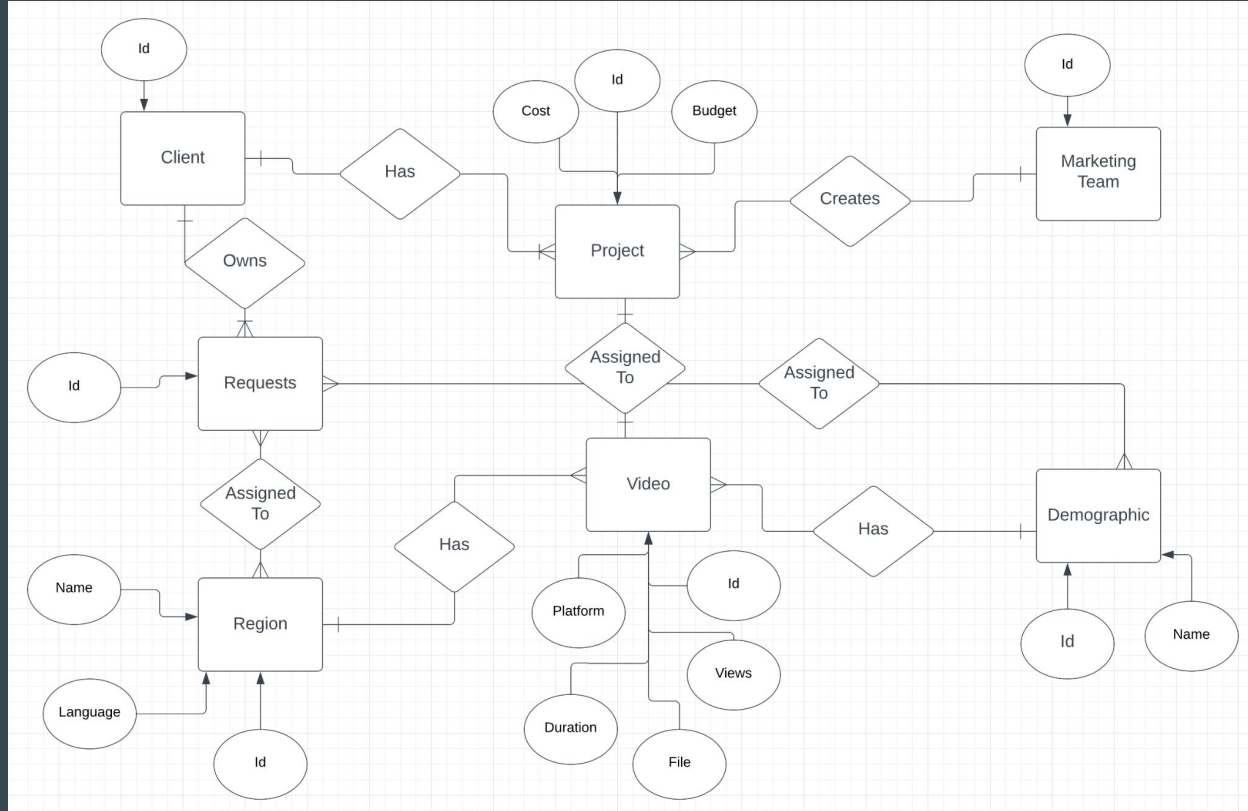 Id
Id
Id
Cost
Budget
Client
Has
Marketing
Team
Creates
Project
Owns
Assigned
To
Assigned
To
Id
Requests
Video
Assigned
To
Has
Has
Demographic
Name
Region
Platform
Id
Id
Name
Views
Language
Duration
Id
File